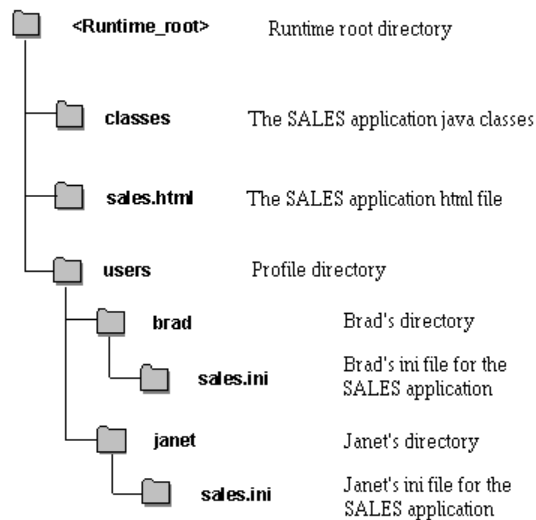 <Runtime_root> Runtime root directory
classes The SALES application java classes
sales.html The SALES application html file
users Profile directory
brad Brad's directory
sales.ini Brad's ini file for the
SALES application
janet Janet's directory
sales.ini Janet's ini file for the
SALES application